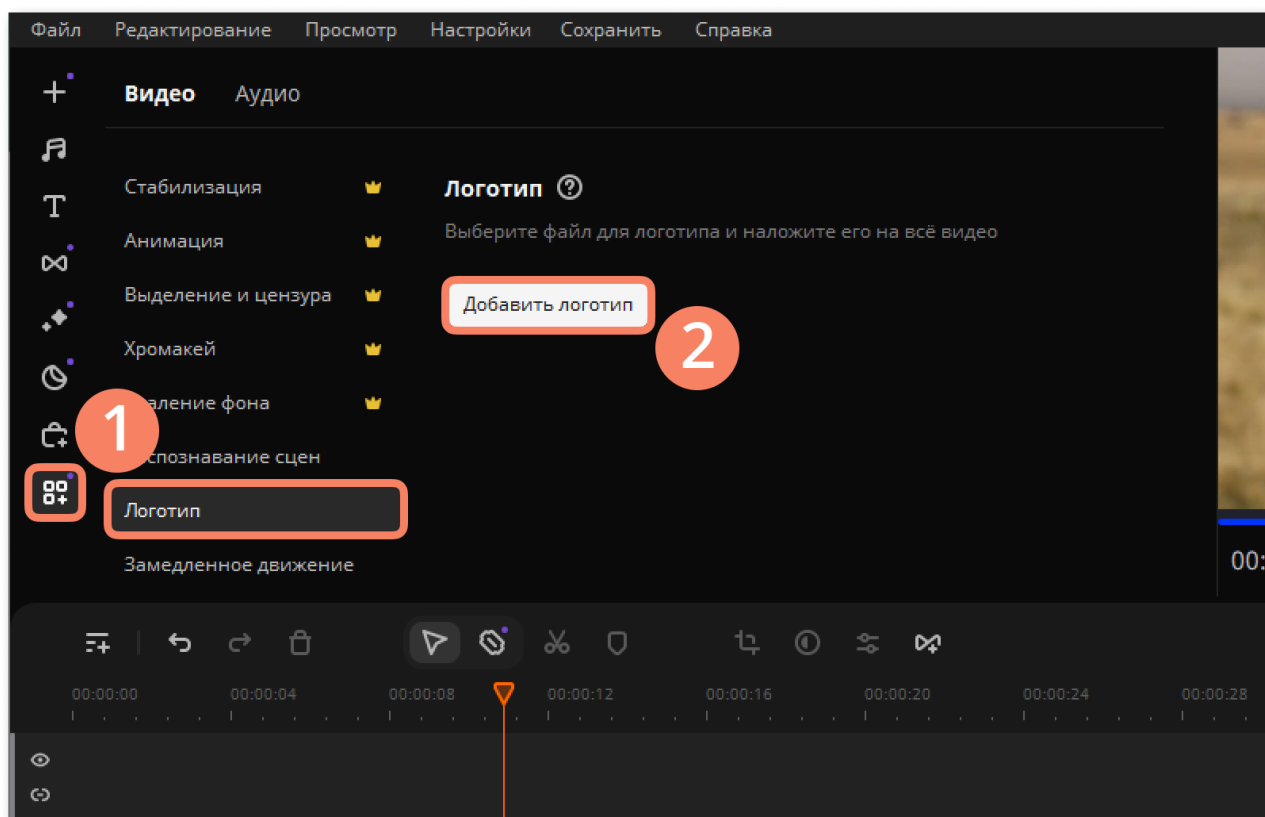 Файл Редактирование Просмотр Настройки Сохранить Справка
Видео Аудио
Стабилизация
Анимация
Выделение и цензура
Хромакей
аление фона
спознавание сцен
Логотип
Замедленное движение
1
Логотип ?
Выберите файл для логотипа и наложите его на всё видео
Добавить логотип
2
00:
00:00:00 00:00:04 00:00:08 00:00:12 00:00:16 00:00:20 00:00:24 00:00:28